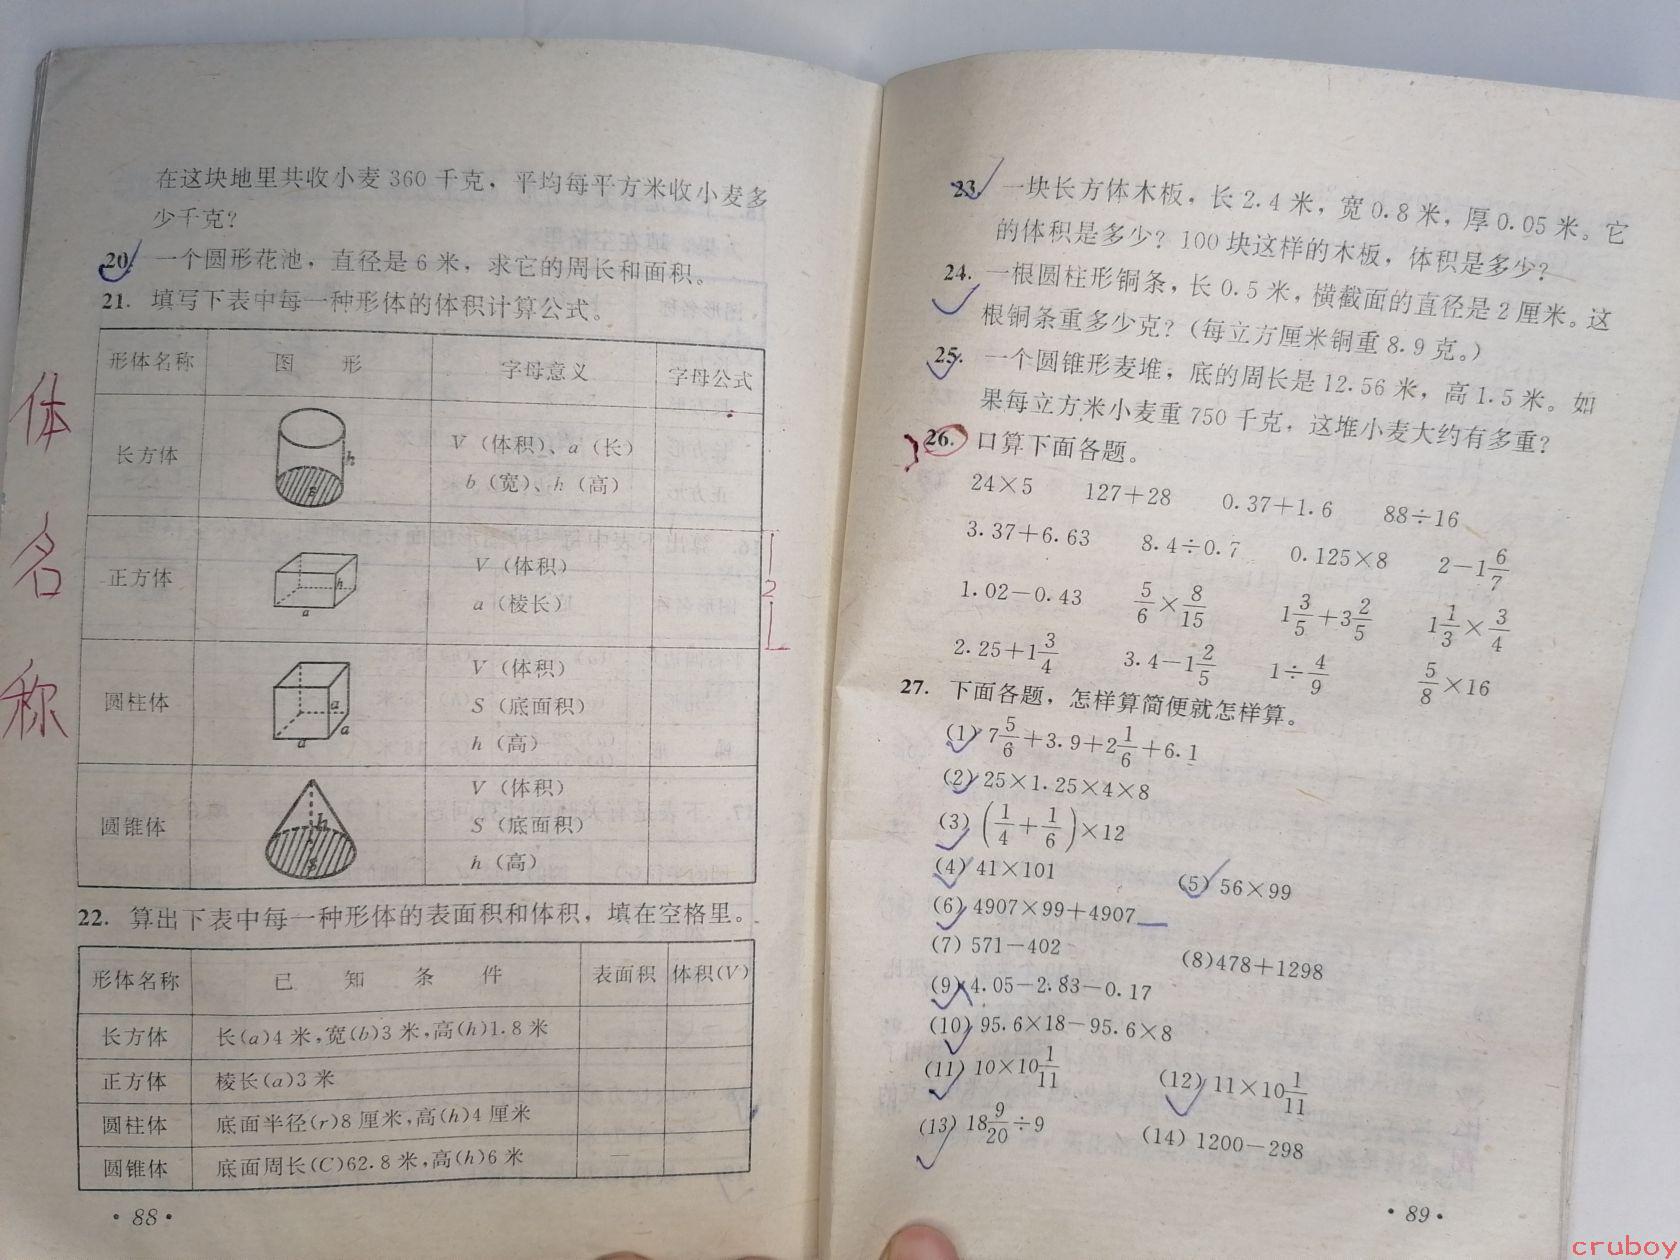 在这块地里共收小麦 360 千克，平均每平方米收小麦多
少千克？
20. 一个圆形花池，直径是 6 米，求它的周长和面积。
21. 填写下表中每一种形体的体积计算公式。
形体名称 图 形 字母意义 字母公式
长方体 h V（体积）、a（长）
b（宽）、h（高）
正方体 h a V（体积）
a（棱长）
圆柱体 a a a V（体积）
S（底面积）
h（高）
圆锥体 h S V（体积）
S（底面积）
h（高）
体
名
称
22. 算出下表中每一种形体的表面积和体积，填在空格里。
形体名称 已 知 条 件 表面积 体积(V)
长方体 长(a)4 米,宽(b)3 米,高(h)1.8 米
正方体 棱长(a)3 米
圆柱体 底面半径(r)8 厘米,高(h)4 厘米
圆锥体 底面周长(C)62.8 米,高(h)6 米 —
· 88 ·
23. 一块长方体木板，长 2.4 米，宽 0.8 米，厚 0.05 米。它
的体积是多少？100 块这样的木板，体积是多少？
24. 一根圆柱形铜条，长 0.5 米，横截面的直径是 2 厘米。这
根铜条重多少克？(每立方厘米铜重 8.9 克。)
25. 一个圆锥形麦堆，底的周长是 12.56 米，高 1.5 米。如
果每立方米小麦重 750 千克，这堆小麦大约有多重？
26. 口算下面各题。
24×5 127+28 0.37+1.6 88÷16
3.37+6.63 8.4÷0.7 0.125×8 2-1 6/7
1.02-0.43 5/6×8/15 1 3/5+3 2/5 1 1/3×3/4
2.25+1 3/4 3.4-1 2/5 1÷4/9 5/8×16
27. 下面各题，怎样算简便就怎样算。
(1) 7 5/6+3.9+2 1/6+6.1
(2) 25×1.25×4×8
(3) (1/4+1/6)×12
(4) 41×101 (5) 56×99
(6) 4907×99+4907
(7) 571-402 (8)478+1298
(9) 4.05-2.83-0.17
(10) 95.6×18-95.6×8
(11) 10×10 1/11 (12) 11×10 1/11
(13) 18 9/20÷9 (14) 1200-298
· 89 ·
cruboy